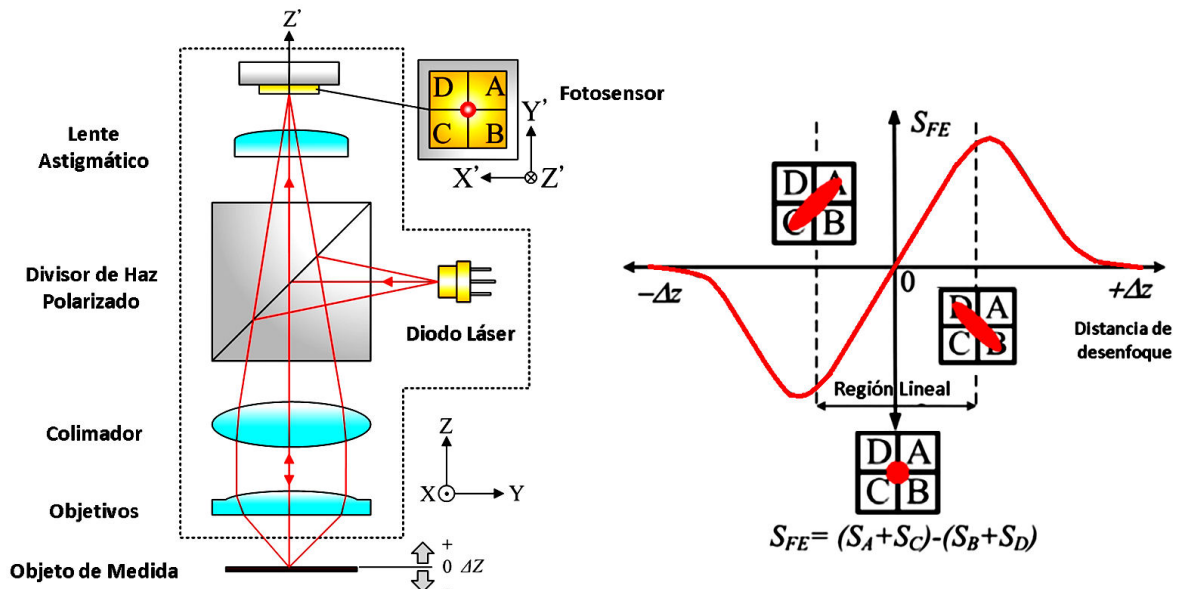 Z'
D A
C B
Fotosensor
Y'
X' Z'
Lente
Astigmático
Divisor de Haz
Polarizado
Diodo Láser
Colimador
Z
X Y
Objetivos
Objeto de Medida
+
0 ΔZ
-
S_FE
D A
C B
0
−Δz
+Δz
D A
C B
Distancia de
desenfoque
Región Lineal
D A
C B
S_FE= (S_A+S_C)-(S_B+S_D)